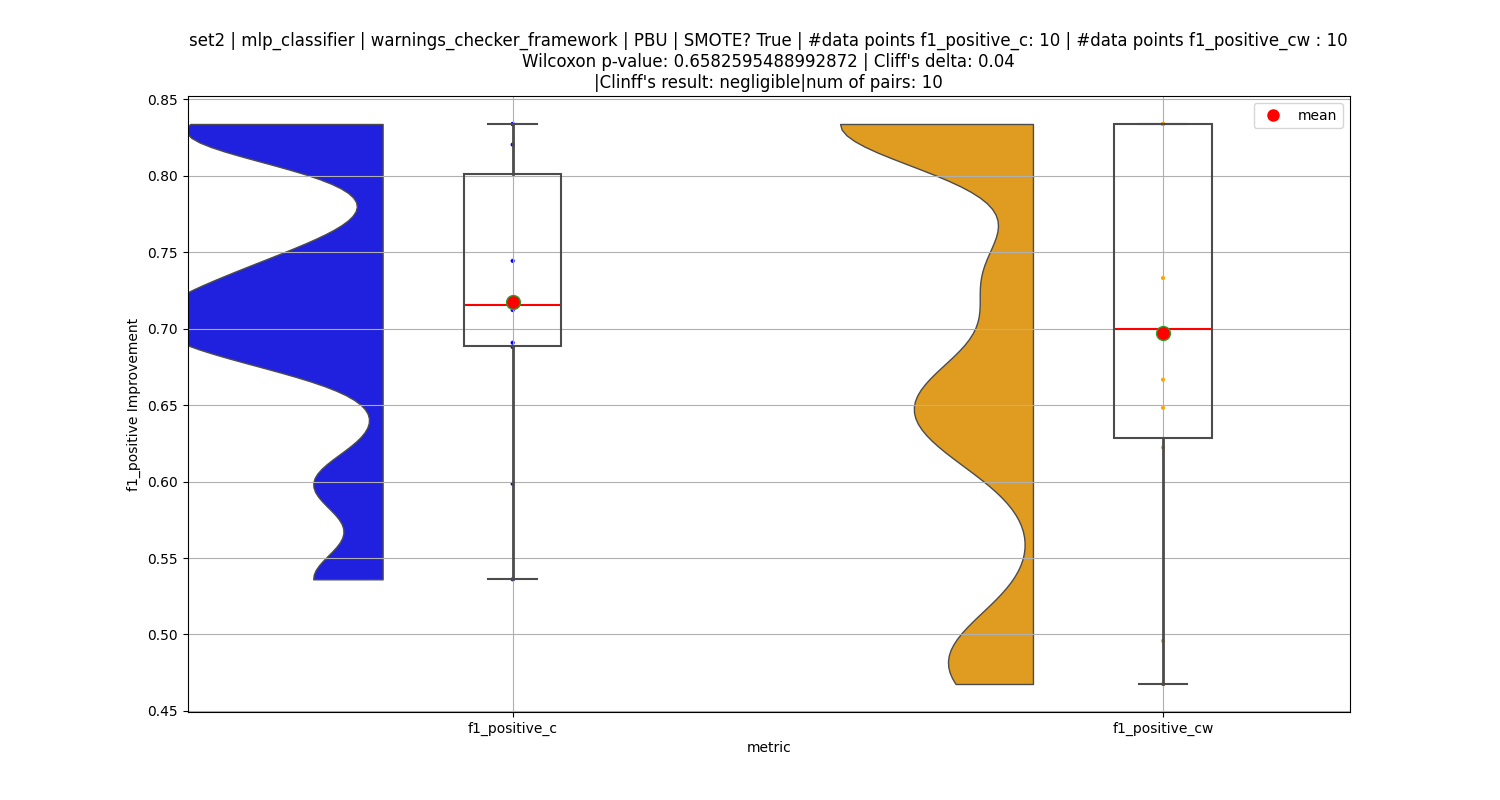 set2 | mlp_classifier | warnings_checker_framework | PBU | SMOTE? True | #data points f1_positive_c: 10 | #data points f1_positive_cw : 10
Wilcoxon p-value: 0.6582595488992872 | Cliff's delta: 0.04
|Clinff's result: negligible|num of pairs: 10
mean
0.85
0.80
0.75
0.70
0.65
0.60
0.55
0.50
0.45
f1_positive Improvement
f1_positive_c
f1_positive_cw
metric